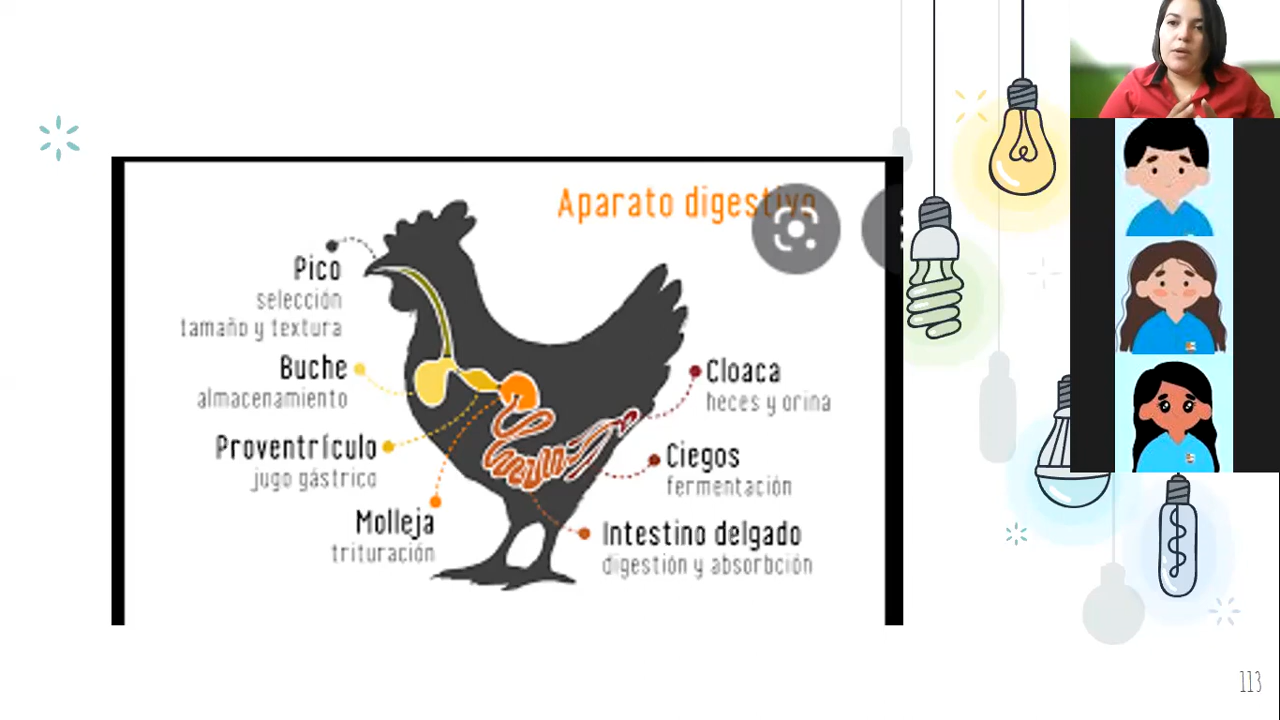 Aparato digestivo
Pico
selección
tamaño y textura
Buche
almacenamiento
Proventrículo
jugo gástrico
Molleja
trituración
Cloaca
heces y orina
Ciegos
fermentación
Intestino delgado
digestión y absorbción
113